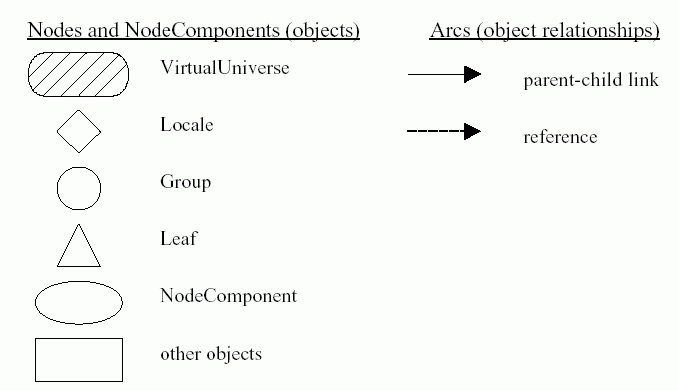 Nodes and NodeComponents (objects)
Arcs (object relationships)
VirtualUniverse
parent-child link
Locale
reference
Group
Leaf
NodeComponent
other objects